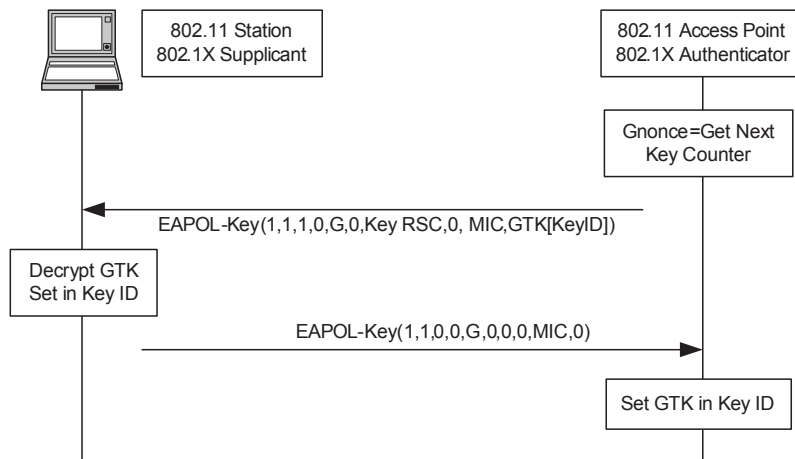 802.11 Station
802.1X Supplicant
802.11 Access Point
802.1X Authenticator
Gnonce=Get Next
Key Counter
EAPOL-Key(1,1,1,0,G,0,Key RSC,0, MIC,GTK[KeyID])
Decrypt GTK
Set in Key ID
EAPOL-Key(1,1,0,0,G,0,0,0,MIC,0)
Set GTK in Key ID